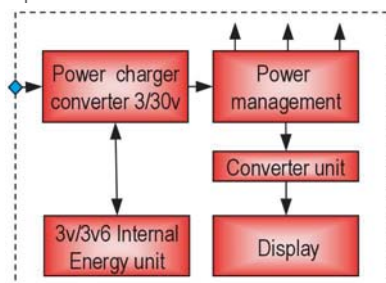 Power charger
converter 3/30v
Power
management
Converter unit
3v/3v6 Internal
Energy unit
Display